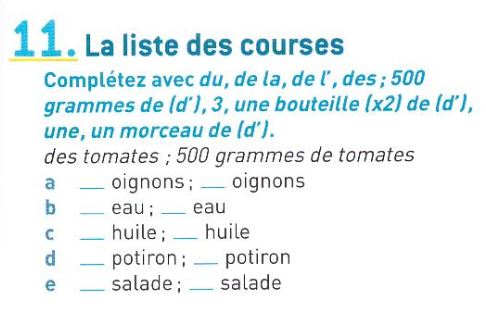 11. La liste des courses
Complétez avec du, de la, de l', des ; 500
grammes de (d'), 3, une bouteille (x2) de (d'),
une, un morceau de (d').
des tomates ; 500 grammes de tomates
a ___ oignons ; ___ oignons
b ___ eau ; ___ eau
c ___ huile ; ___ huile
d ___ potiron ; ___ potiron
e ___ salade ; ___ salade